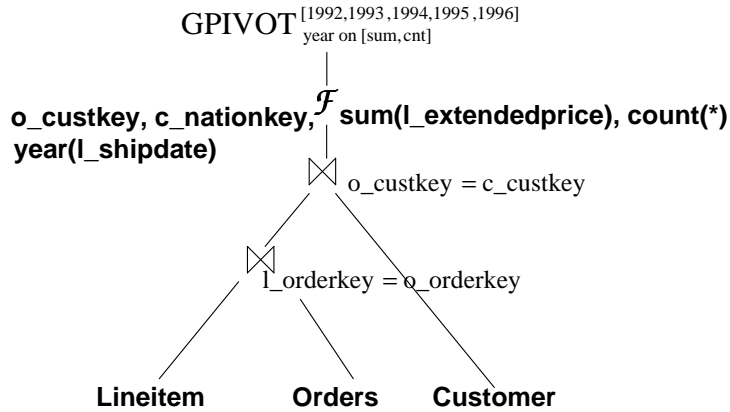 GPIVOT [1992,1993,1994,1995,1996] year on [sum,cnt]
o_custkey, c_nationkey, ℱ sum(l_extendedprice), count(*)
year(l_shipdate)
o_custkey = c_custkey
l_orderkey = o_orderkey
Lineitem Orders Customer